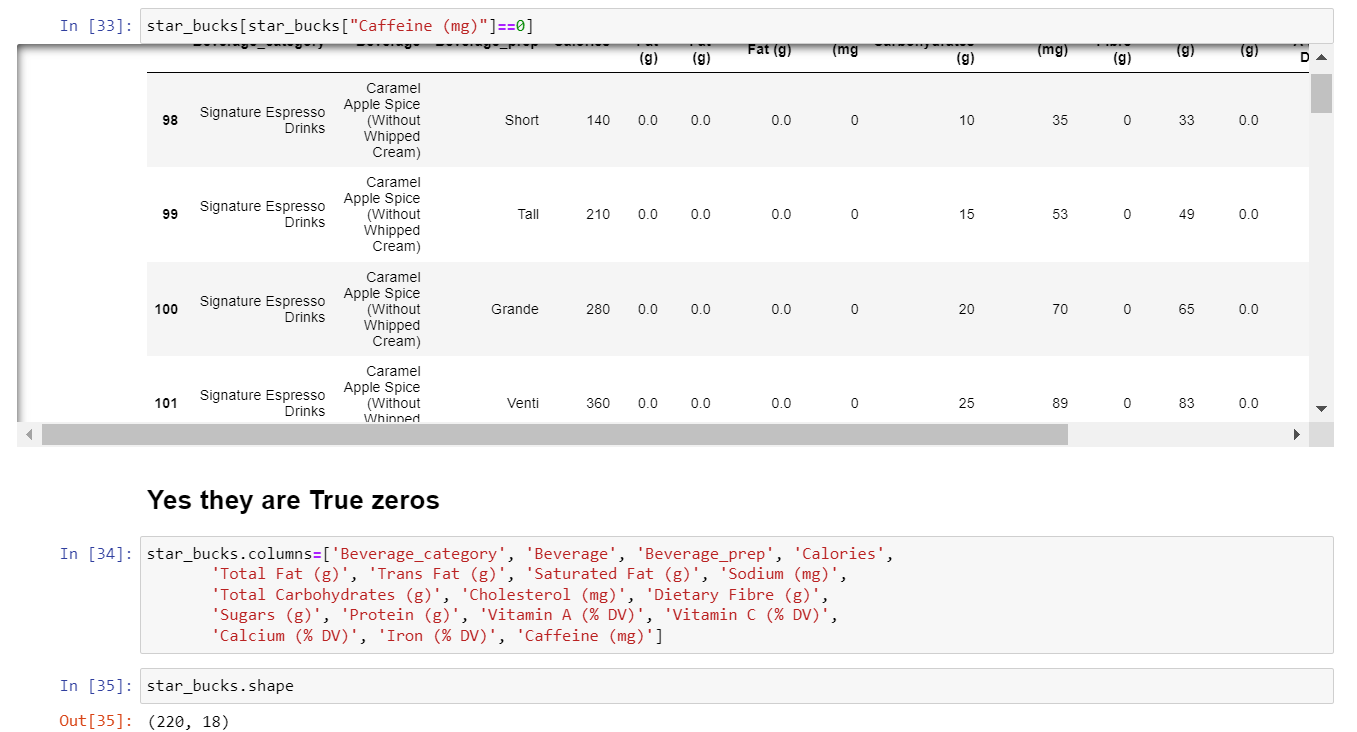 In [33]: star_bucks[star_bucks["Caffeine (mg)"]==0]
Beverage_category Beverage Beverage_prep Calories Fat (g) Fat (g) Fat (g) (mg Carbohydrates (g) (mg) Fibre (g) (g) (g) D
98 Signature Espresso Drinks Caramel Apple Spice (Without Whipped Cream) Short 140 0.0 0.0 0.0 0 10 35 0 33 0.0
99 Signature Espresso Drinks Caramel Apple Spice (Without Whipped Cream) Tall 210 0.0 0.0 0.0 0 15 53 0 49 0.0
100 Signature Espresso Drinks Caramel Apple Spice (Without Whipped Cream) Grande 280 0.0 0.0 0.0 0 20 70 0 65 0.0
101 Signature Espresso Drinks Caramel Apple Spice (Without Whipped Venti 360 0.0 0.0 0.0 0 25 89 0 83 0.0
Yes they are True zeros
In [34]: star_bucks.columns=['Beverage_category', 'Beverage', 'Beverage_prep', 'Calories',
'Total Fat (g)', 'Trans Fat (g)', 'Saturated Fat (g)', 'Sodium (mg)',
'Total Carbohydrates (g)', 'Cholesterol (mg)', 'Dietary Fibre (g)',
'Sugars (g)', 'Protein (g)', 'Vitamin A (% DV)', 'Vitamin C (% DV)',
'Calcium (% DV)', 'Iron (% DV)', 'Caffeine (mg)']
In [35]: star_bucks.shape
Out[35]: (220, 18)